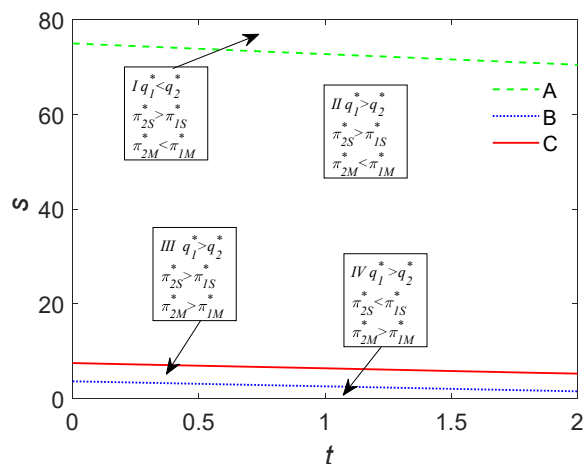 80
60
40
20
0
s
0
0.5
1
1.5
2
t
I q₁*<q₂*
π₂S*>π₁S*
π₂M*<π₁M*
II q₁*>q₂*
π₂S*>π₁S*
π₂M*<π₁M*
A
B
C
III q₁*>q₂*
π₂S*>π₁S*
π₂M*>π₁M*
IV q₁*>q₂*
π₂S*<π₁S*
π₂M*>π₁M*